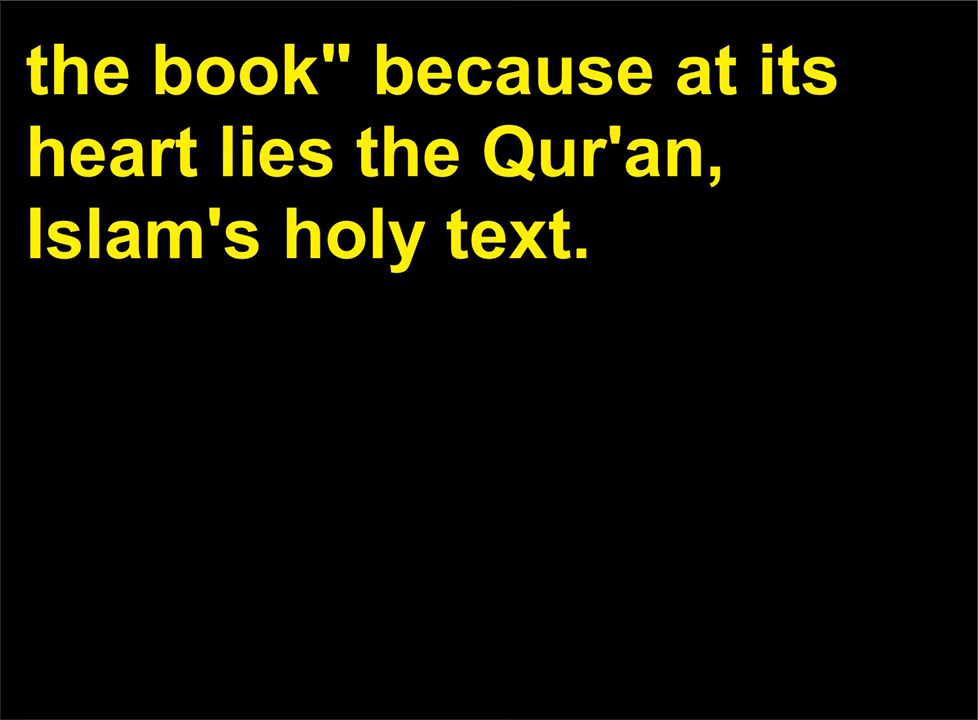 the book" because at its
heart lies the Qur'an,
Islam's holy text.